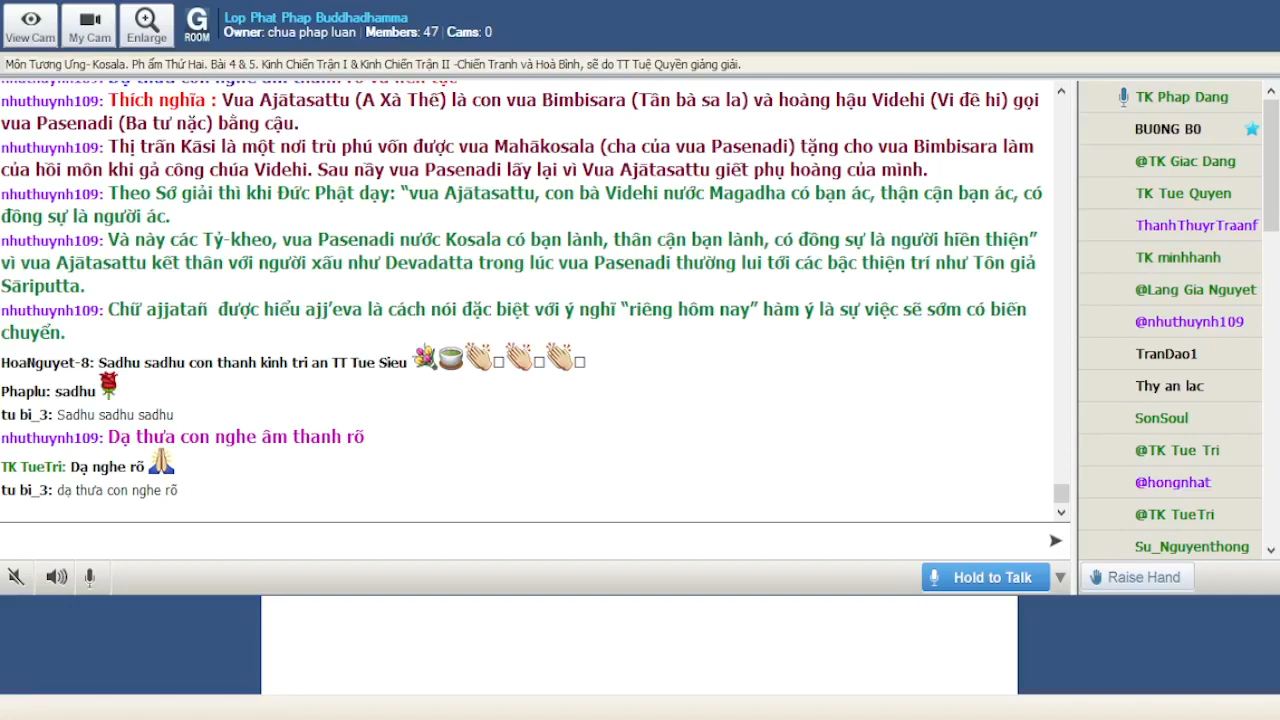 View Cam
My Cam
Enlarge
G
ROOM
Lop Phat Phap Buddhadhamma
Owner: chua phap luan | Members: 47 | Cams: 0
Môn Tương Ưng- Kosala. Ph ẩm Thứ Hai. Bài 4 & 5. Kinh Chiến Trận I & Kinh Chiến Trận II -Chiến Tranh và Hoà Bình, sẽ do TT Tuệ Quyền giảng giải.
nhuthuynh109: Thích nghĩa : Vua Ajātasattu (A Xà Thế) là con vua Bimbisara (Tần bà sa la) và hoàng hậu Videhi (Vi đề hi) gọi
vua Pasenadi (Ba tư nặc) bằng cậu.
nhuthuynh109: Thị trấn Kāsi là một nơi trù phú vốn được vua Mahākosala (cha của vua Pasenadi) tặng cho vua Bimbisara làm
của hồi môn khi gả công chúa Videhi. Sau nầy vua Pasenadi lấy lại vì Vua Ajātasattu giết phụ hoàng của mình.
nhuthuynh109: Theo Sớ giải thì khi Đức Phật dạy: “vua Ajātasattu, con bà Videhi nước Magadha có bạn ác, thận cận bạn ác, có
đồng sự là người ác.
nhuthuynh109: Và này các Tỷ-kheo, vua Pasenadi nước Kosala có bạn lành, thân cận bạn lành, có đồng sự là người hiền thiện”
vì vua Ajātasattu kết thân với người xấu như Devadatta trong lúc vua Pasenadi thường lui tới các bậc thiện trí như Tôn giả
Sāriputta.
nhuthuynh109: Chữ ajjatañ được hiểu ajj’eva là cách nói đặc biệt với ý nghĩ “riêng hôm nay” hàm ý là sự việc sẽ sớm có biến
chuyển.
HoaNguyet-8: Sadhu sadhu con thanh kinh tri an TT Tue Sieu
Phaplu: sadhu
tu bi_3: Sadhu sadhu sadhu
nhuthuynh109: Dạ thưa con nghe âm thanh rõ
TK TueTri: Dạ nghe rõ
tu bi_3: dạ thưa con nghe rõ
Hold to Talk
TK Phap Dang
BU0NG B0
@TK Giac Dang
TK Tue Quyen
ThanhThuyrTraanf
TK minhhanh
@Lang Gia Nguyet
@nhuthuynh109
TranDao1
Thy an lac
SonSoul
@TK Tue Tri
@hongnhat
@TK TueTri
Su_Nguyenthong
Raise Hand